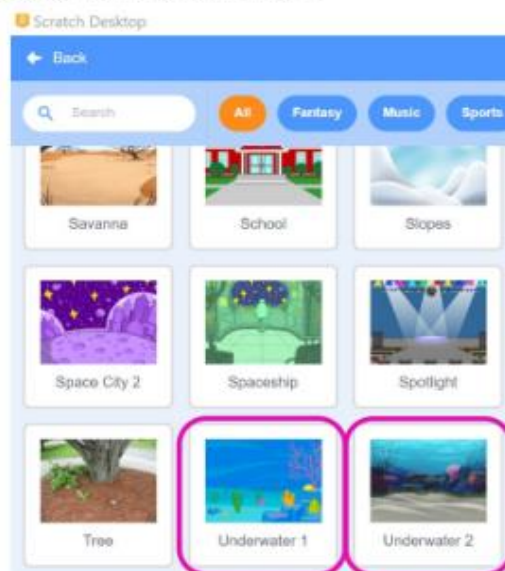 Scratch Desktop
Back
Search
All
Fantasy
Music
Sports
Savanna
School
Slopes
Space City 2
Spaceship
Spotlight
Tree
Underwater 1
Underwater 2